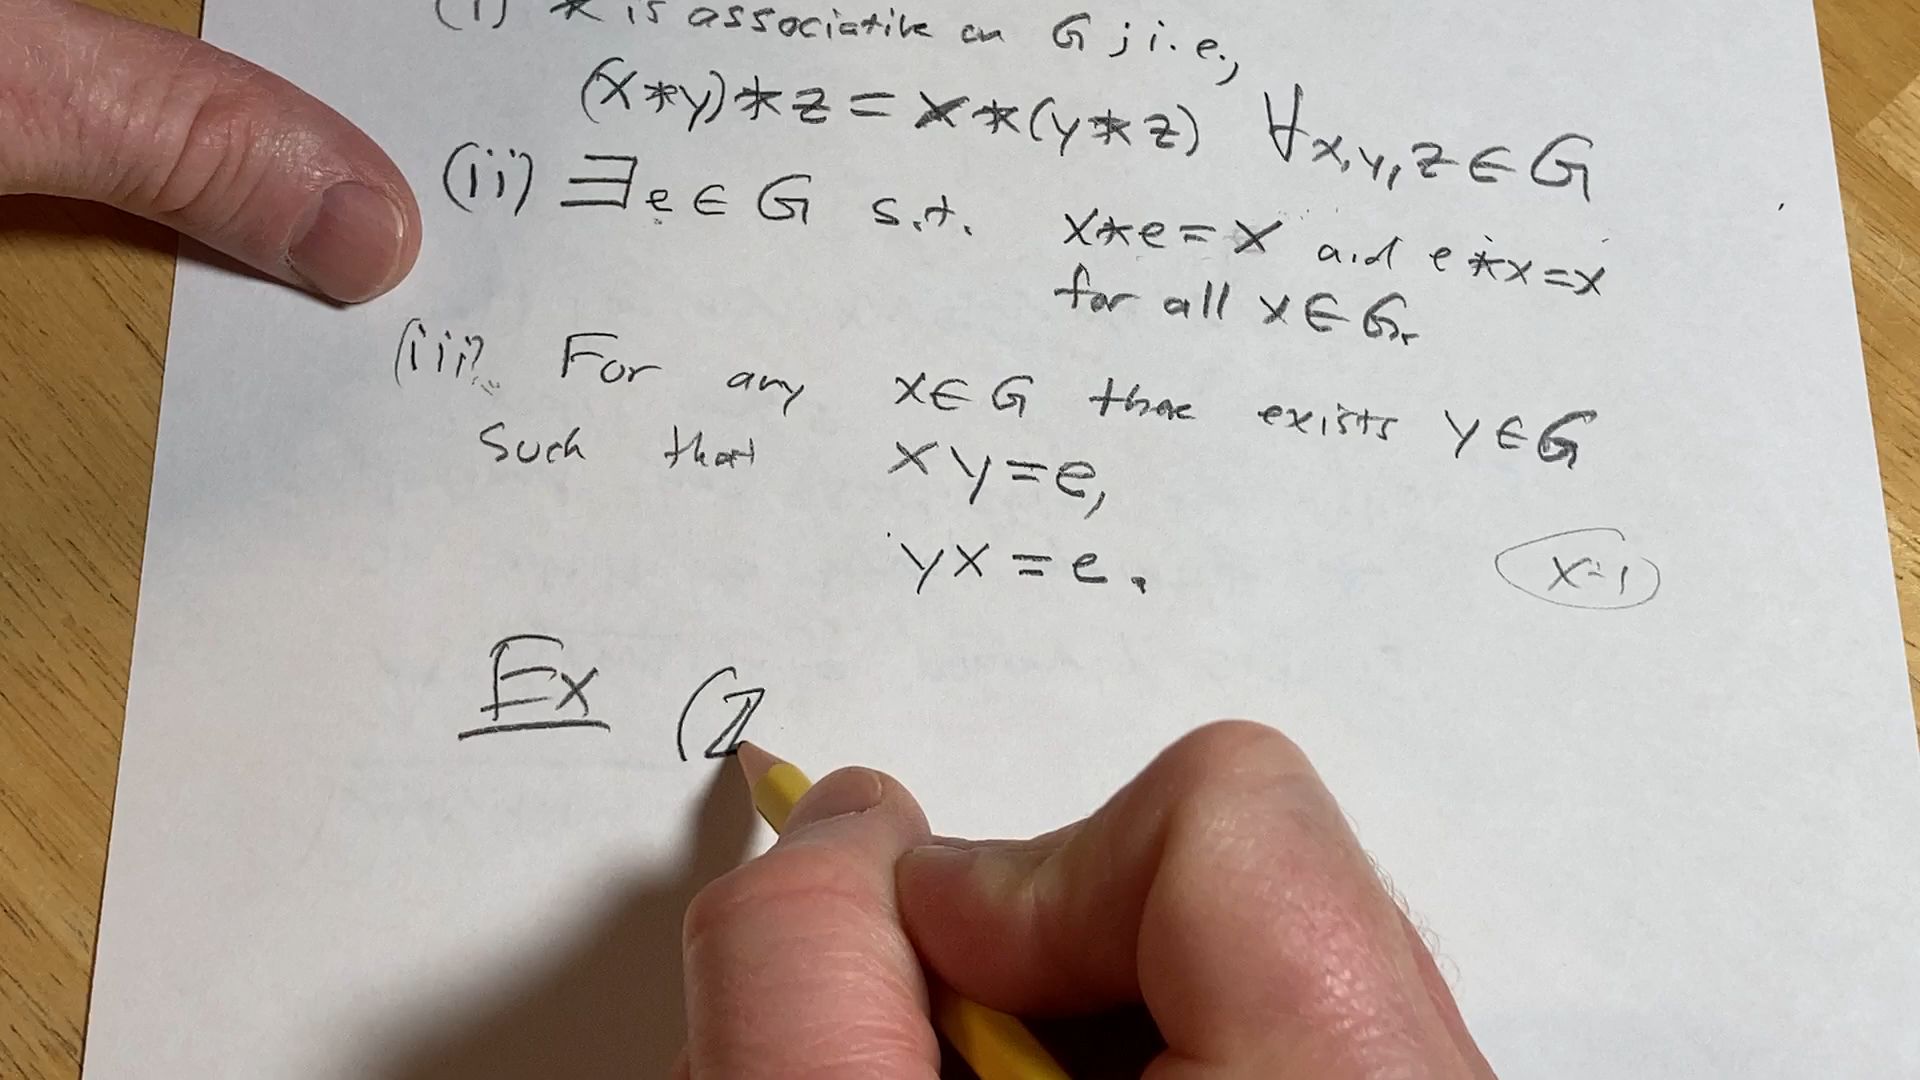 (i) * is associative on G; i.e.,
(x*y)*z = x*(y*z) ∀x,y,z∈G
(ii) ∃e∈G s.t. x*e=x and e*x=x
for all x∈G.
(iii) For any x∈G there exists y∈G
such that xy=e,
yx=e.
x-1
Ex (ℤ